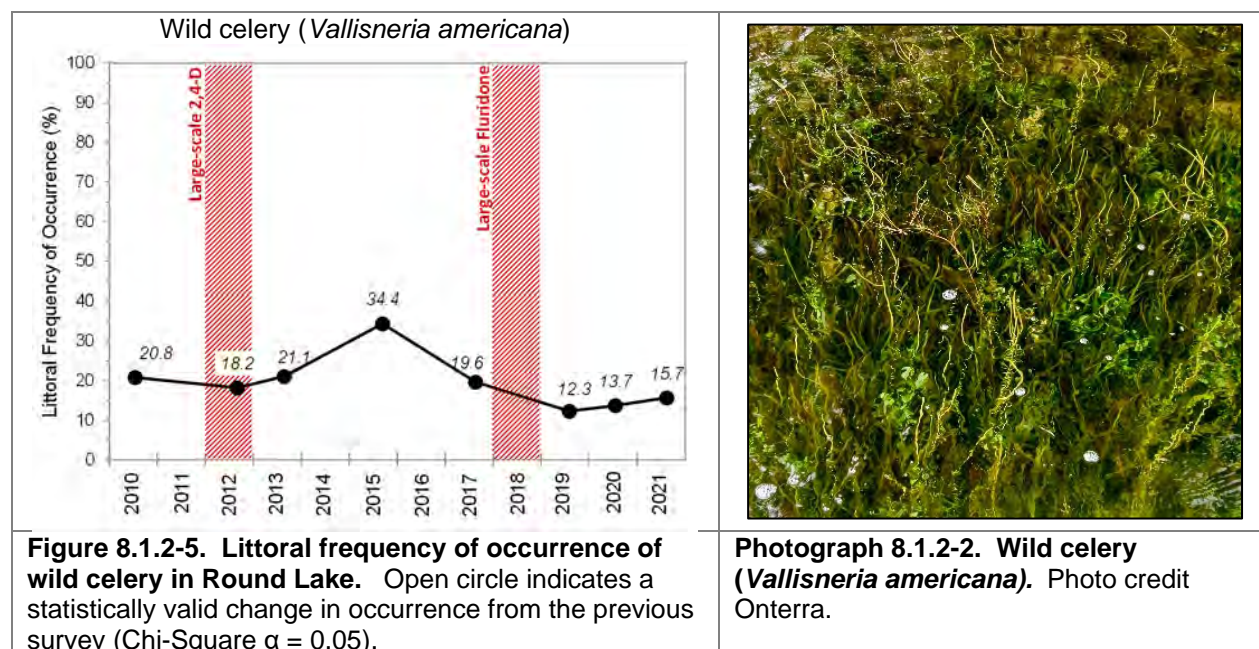 Wild celery (Vallisneria americana)
100
90
80
70
60
50
40
30
20
10
0
Littoral Frequency of Occurrence (%)
Large-scale 2,4-D
Large-scale Fluridone
20.8
18.2
21.1
34.4
19.6
12.3
13.7
15.7
2010
2011
2012
2013
2014
2015
2016
2017
2018
2019
2020
2021
Figure 8.1.2-5. Littoral frequency of occurrence of
wild celery in Round Lake. Open circle indicates a
statistically valid change in occurrence from the previous
survey (Chi-Square α = 0.05).
Photograph 8.1.2-2. Wild celery
(Vallisneria americana). Photo credit
Onterra.